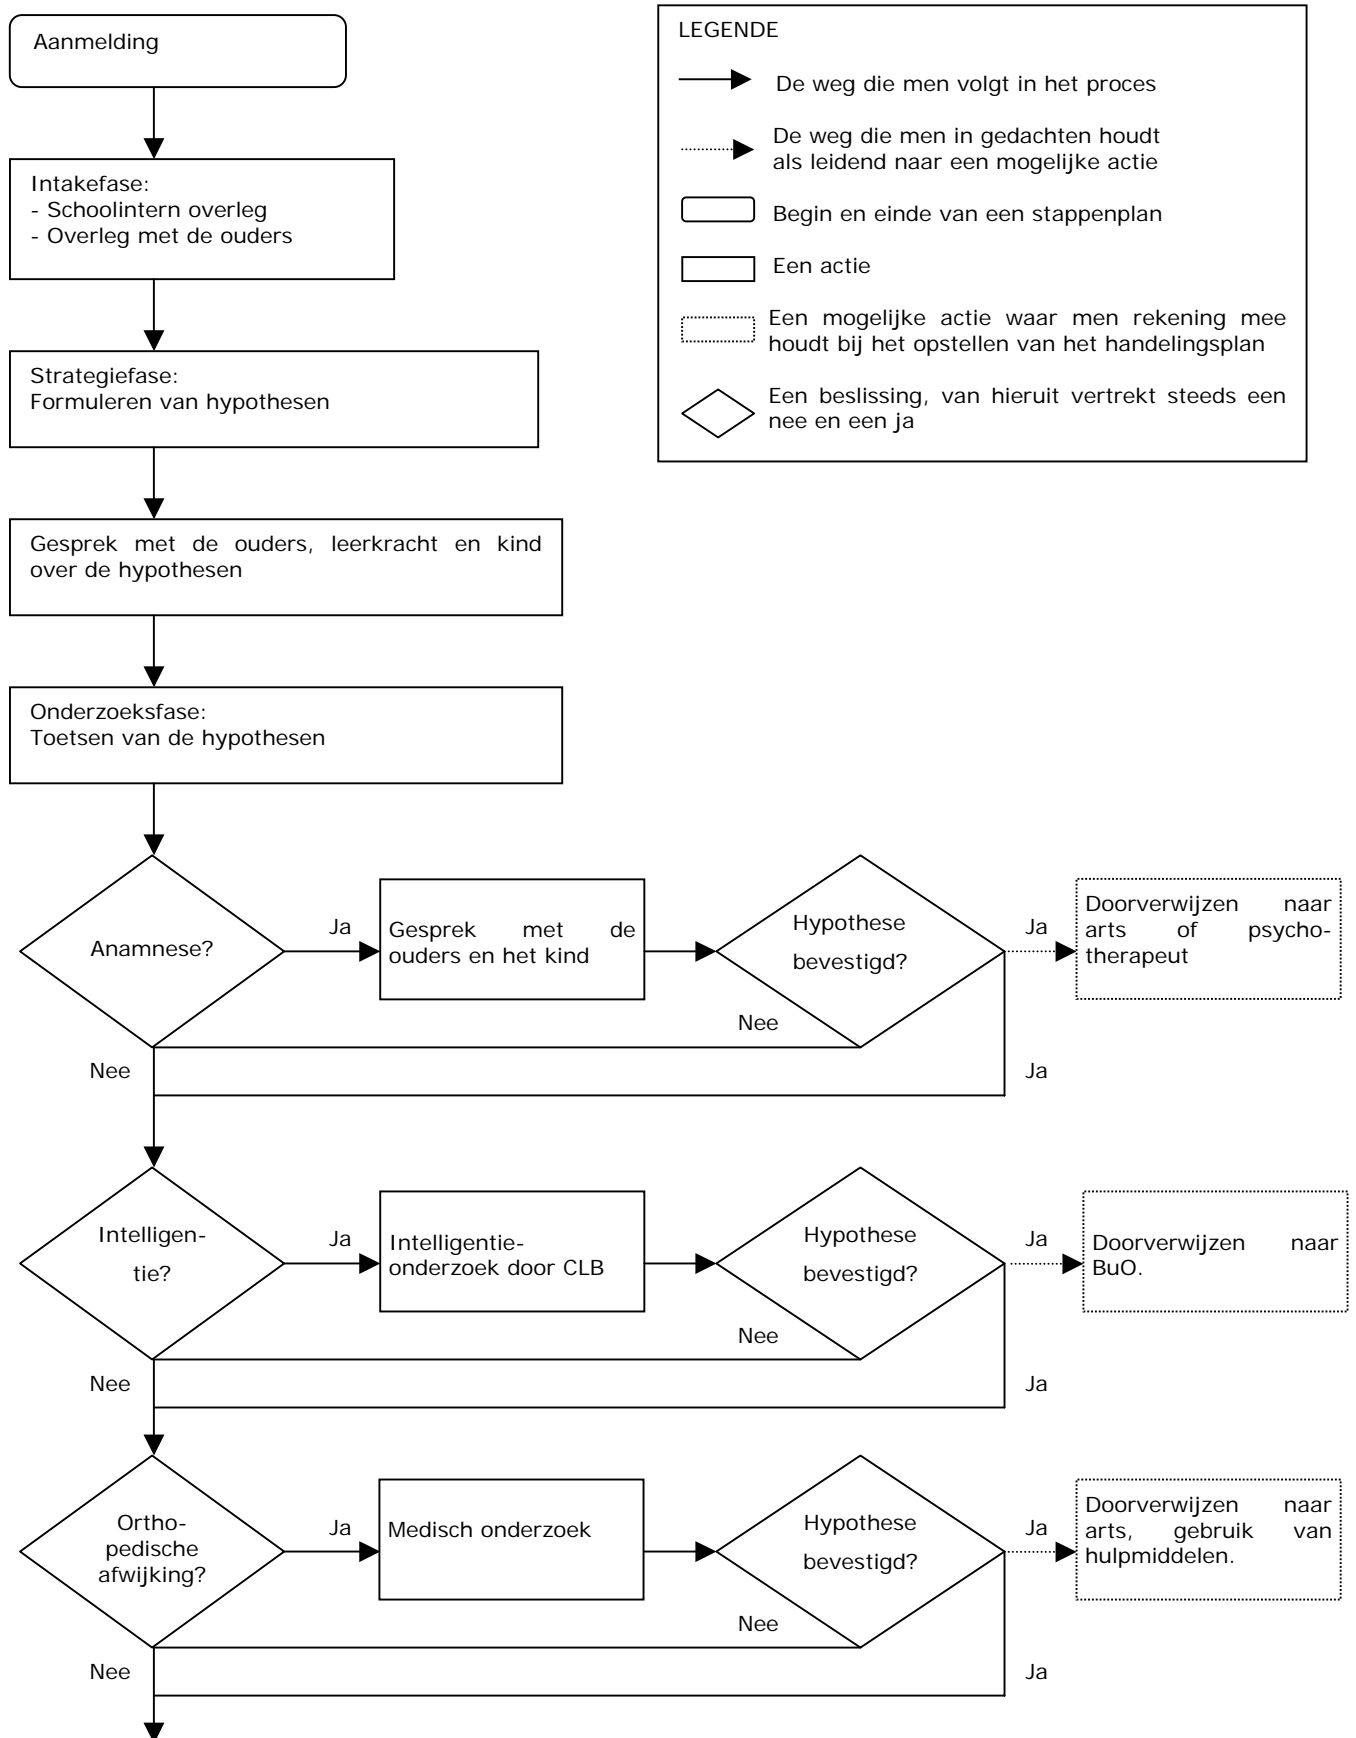 Aanmelding
LEGENDE
De weg die men volgt in het proces
De weg die men in gedachten houdt
als leidend naar een mogelijke actie
Begin en einde van een stappenplan
Een actie
Een mogelijke actie waar men rekening mee
houdt bij het opstellen van het handelingsplan
Een beslissing, van hieruit vertrekt steeds een
nee en een ja
Intakefase:
- Schoolintern overleg
- Overleg met de ouders
Strategiefase:
Formuleren van hypothesen
Gesprek met de ouders, leerkracht en kind
over de hypothesen
Onderzoeksfase:
Toetsen van de hypothesen
Anamnese?
Ja
Gesprek met de
ouders en het kind
Hypothese
bevestigd?
Ja
Doorverwijzen naar
arts of psycho-
therapeut
Nee
Nee
Ja
Intelligen-
tie?
Ja
Intelligentie-
onderzoek door CLB
Hypothese
bevestigd?
Ja
Doorverwijzen naar
BuO.
Nee
Nee
Ja
Ortho-
pedische
afwijking?
Ja
Medisch onderzoek
Hypothese
bevestigd?
Ja
Doorverwijzen naar
arts, gebruik van
hulpmiddelen.
Nee
Nee
Ja